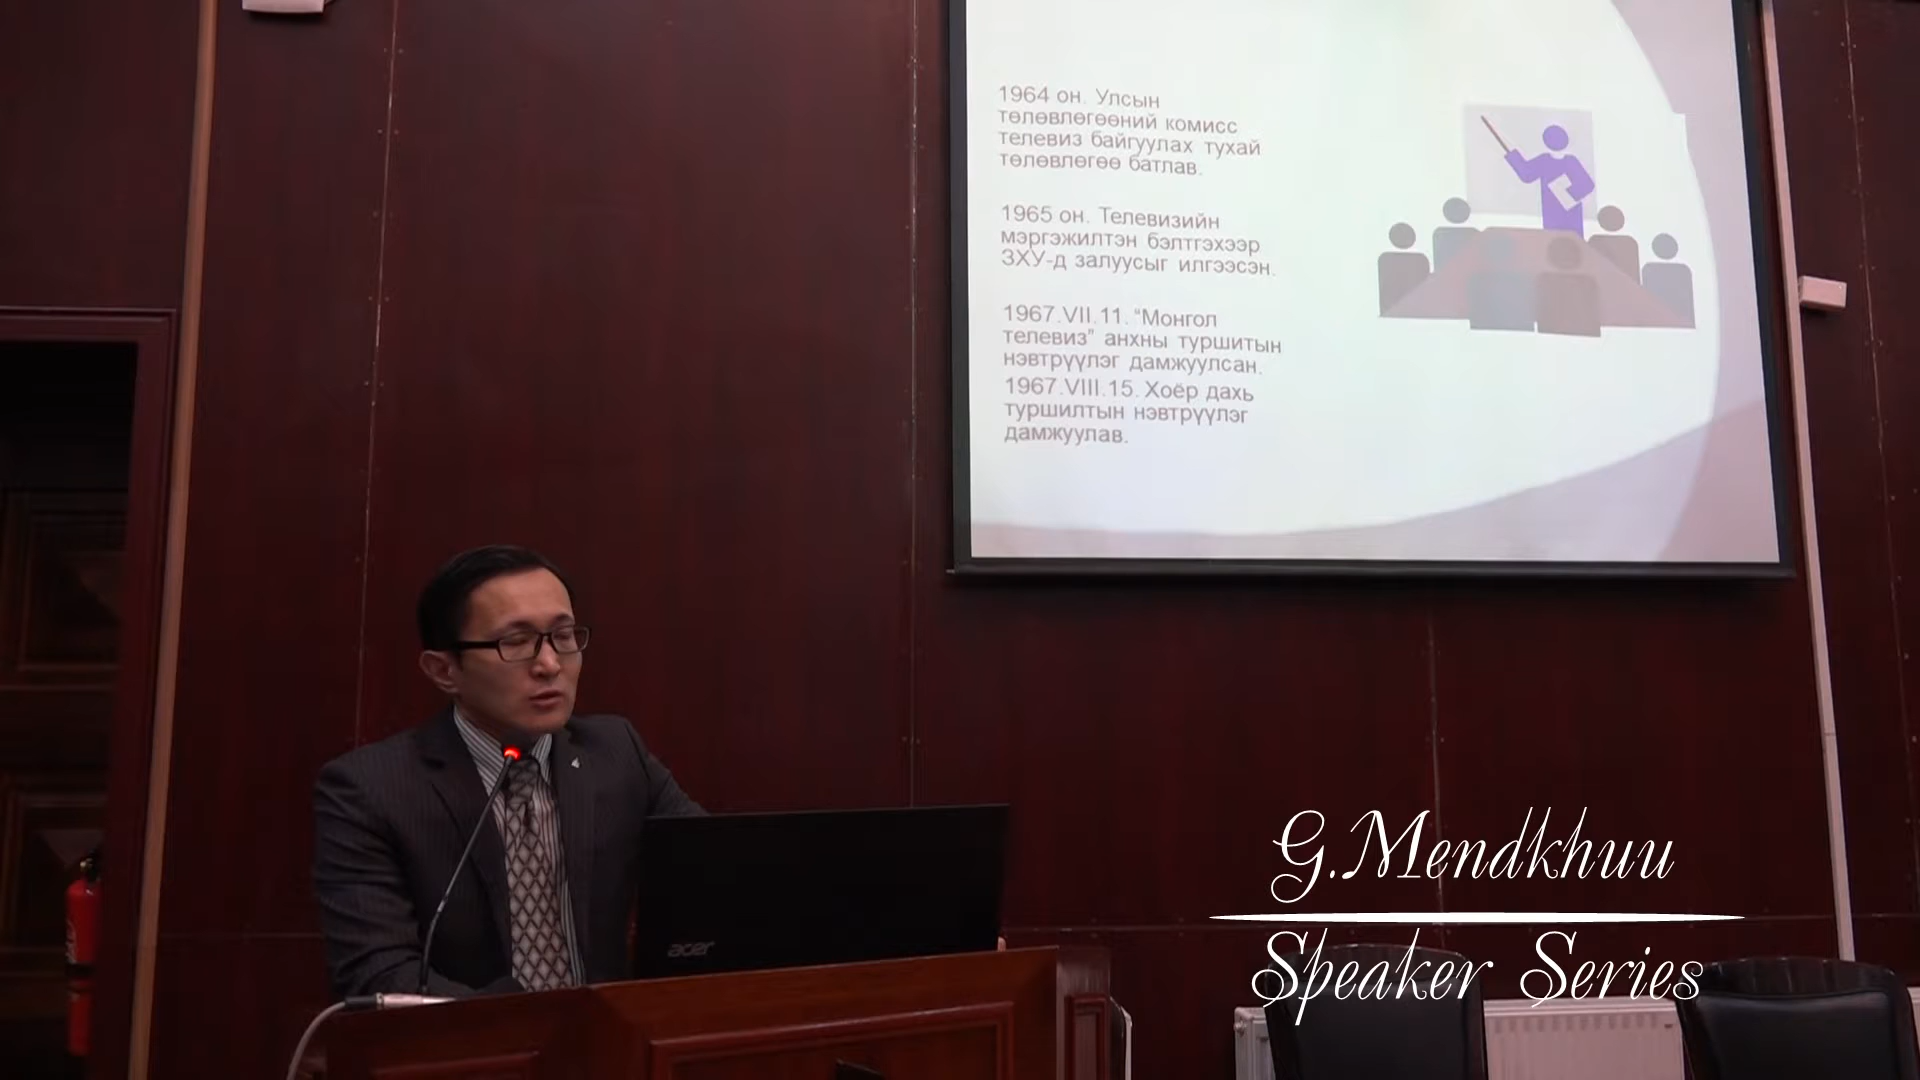 1964 он. Улсын
төлөвлөгөөний комисс
телевиз байгуулах тухай
төлөвлөгөө батлав.
1965 он. Телевизийн
мэргэжилтэн бэлтгэхээр
ЗХУ-д залуусыг илгээсэн.
1967.VII.11. “Монгол
телевиз” анхны туршитын
нэвтрүүлэг дамжуулсан.
1967.VIII.15. Хоёр дахь
туршилтын нэвтрүүлэг
дамжуулав.
acer
G.Mendkhuu
Speaker Series